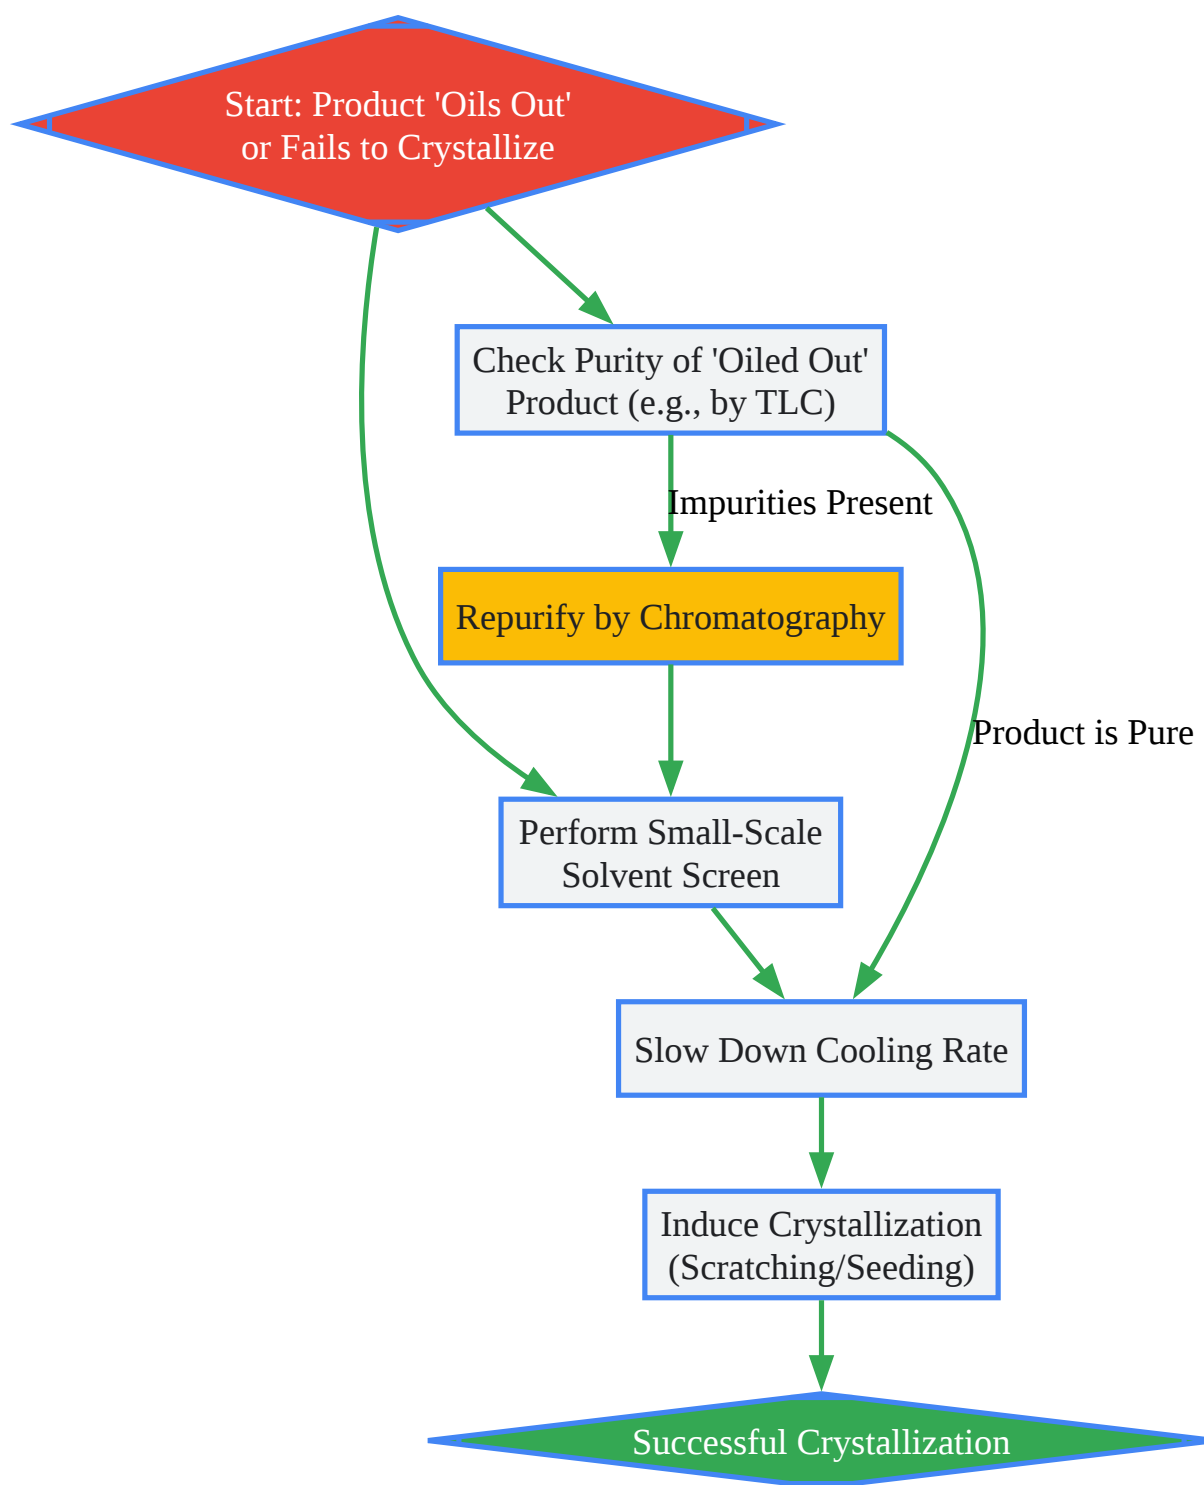 Start: Product 'Oils Out'
or Fails to Crystallize
Check Purity of 'Oiled Out'
Product (e.g., by TLC)
Impurities Present
Repurify by Chromatography
Product is Pure
Perform Small-Scale
Solvent Screen
Slow Down Cooling Rate
Induce Crystallization
(Scratching/Seeding)
Successful Crystallization